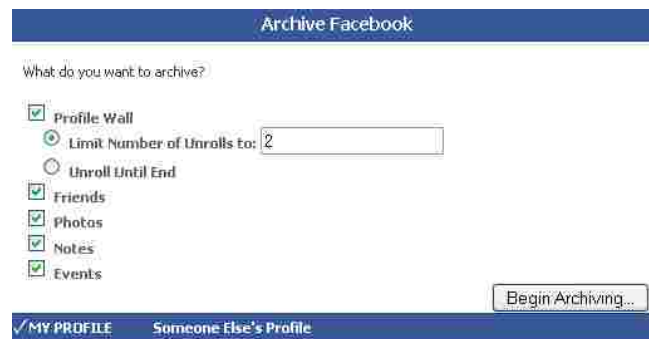 Archive Facebook
What do you want to archive?
Profile Wall
Limit Number of Unrolls to: 2
Unroll Until End
Friends
Photos
Notes
Events
Begin Archiving...
MY PROFILE Someone Else's Profile